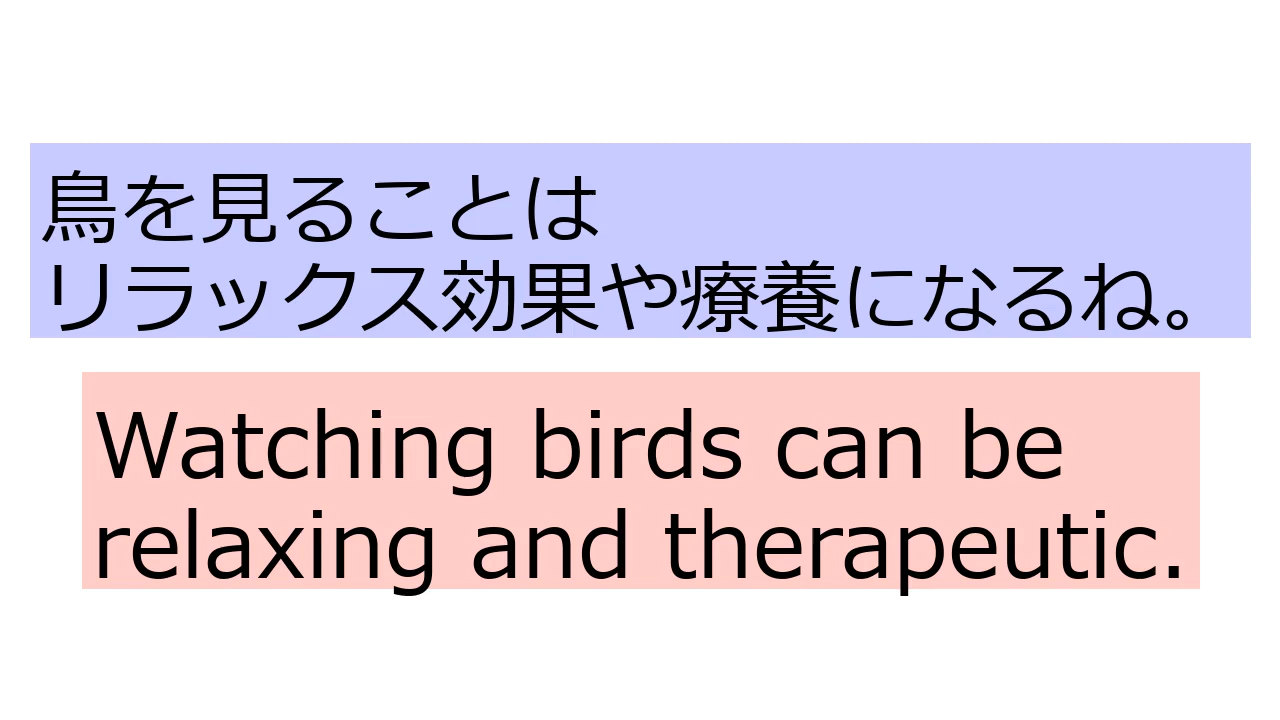 鳥を見ることは
リラックス効果や療養になるね。
Watching birds can be
relaxing and therapeutic.